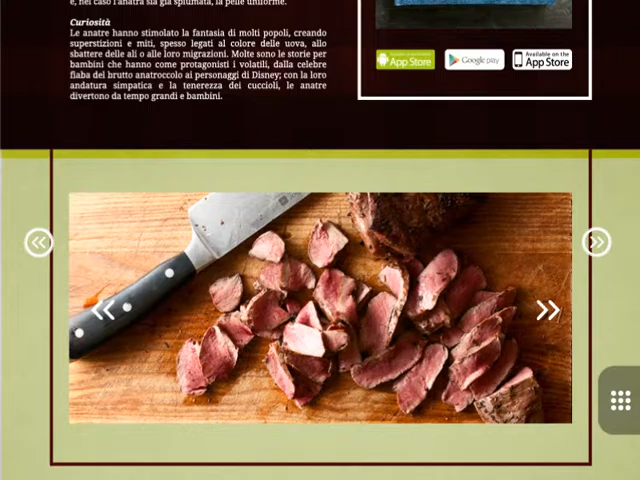 e, nel caso l'anatra sia già spiumata, la pelle uniforme.
Curiosità
Le anatre hanno stimolato la fantasia di molti popoli, creando
superstizioni e miti, spesso legati al colore delle uova, allo
sbattere delle ali o alle loro migrazioni. Molte sono le storie per
bambini che hanno come protagonisti i volatili, dalla celebre
fiaba del brutto anatroccolo ai personaggi di Disney; con la loro
andatura simpatica e la tenerezza dei cuccioli, le anatre
divertono da tempo grandi e bambini.
App Store
Google play
Available on the
App Store